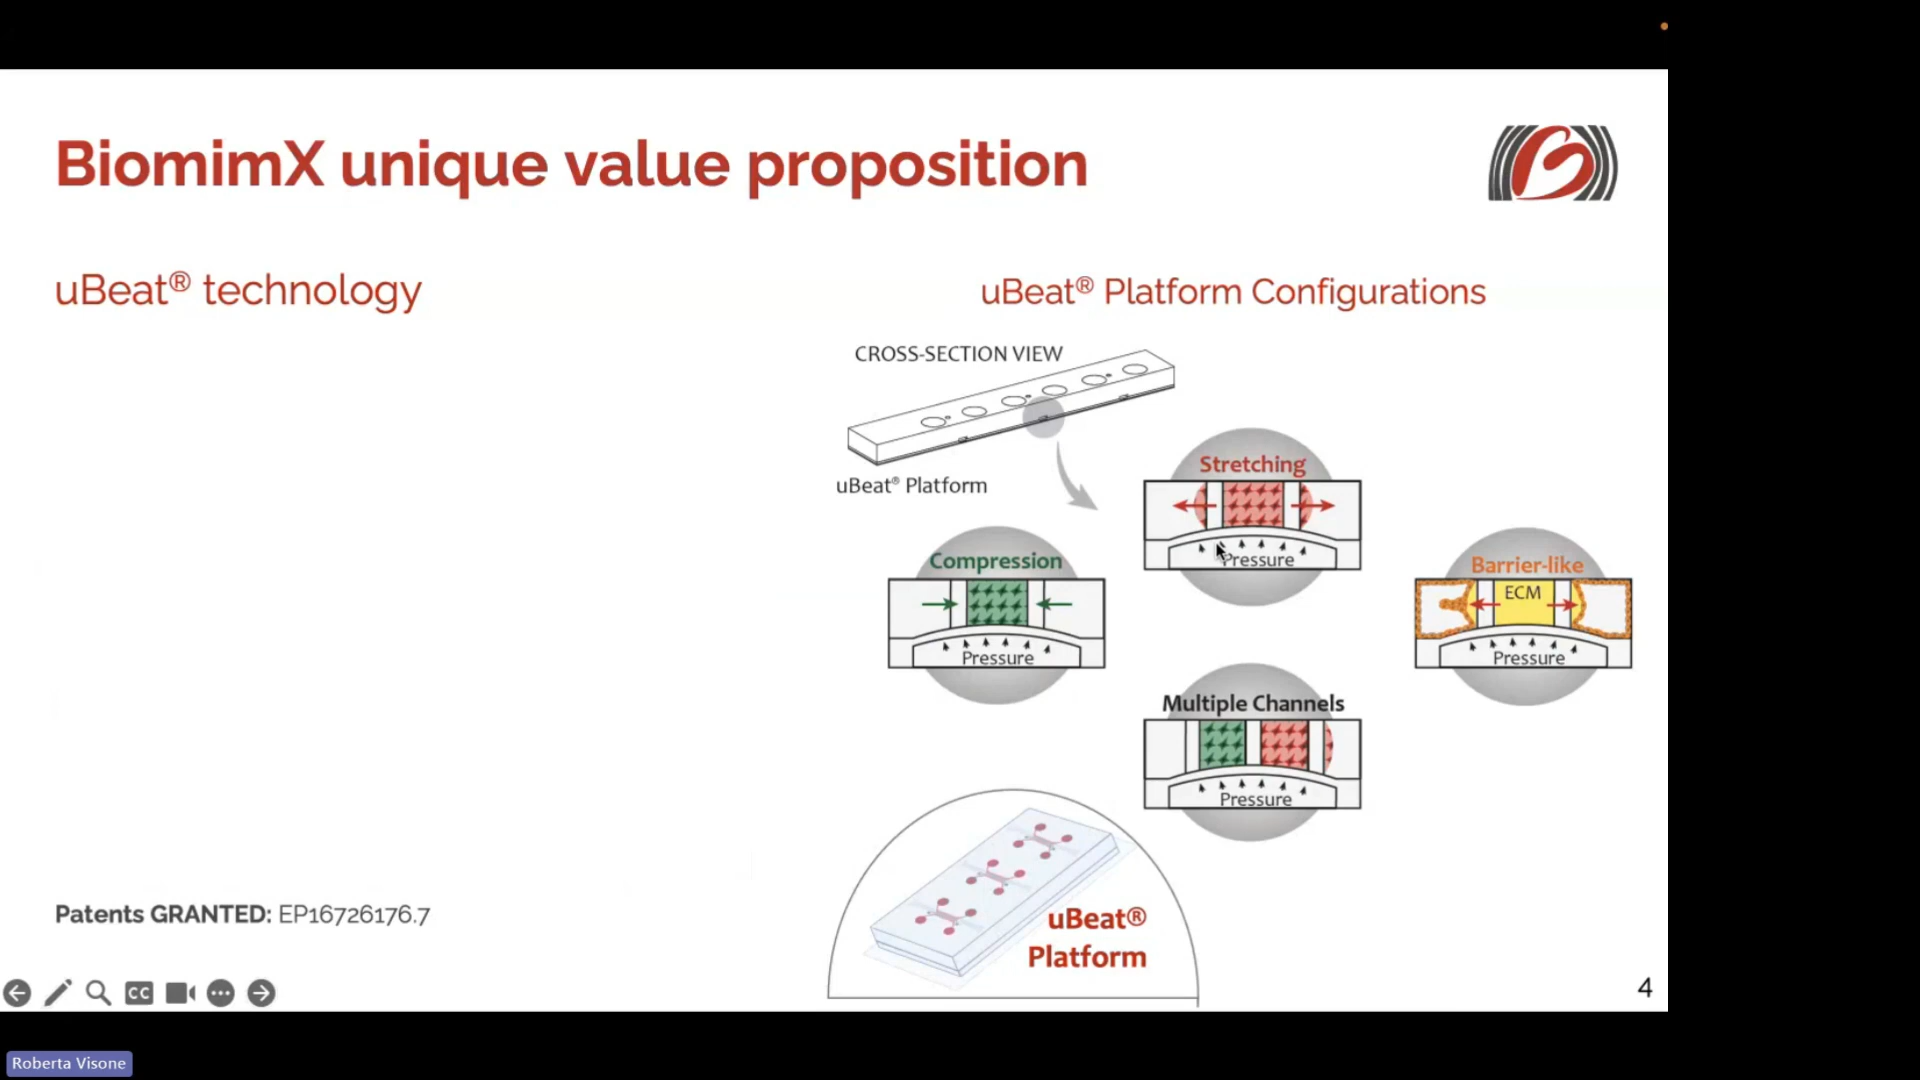 BiomimX unique value proposition
uBeat® technology
uBeat® Platform Configurations
CROSS-SECTION VIEW
uBeat® Platform
Stretching
Pressure
Compression
Pressure
Barrier-like
ECM
Pressure
Multiple Channels
Pressure
uBeat®
Platform
Patents GRANTED: EP16726176.7
CC
4
Roberta Visone